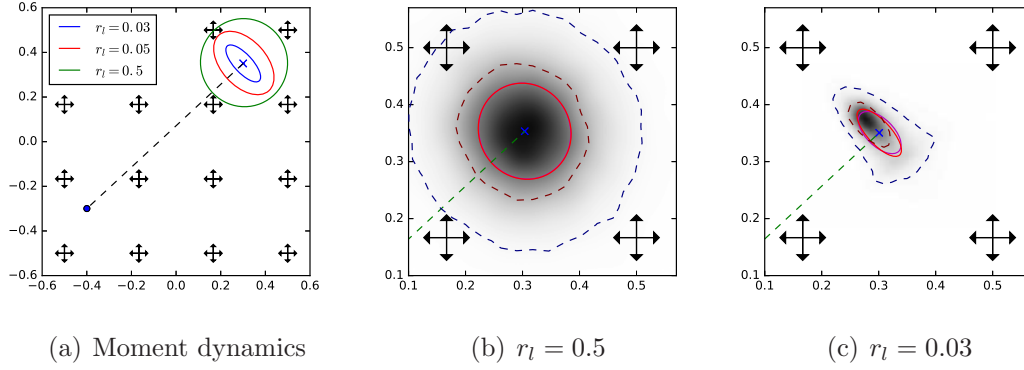 0.6
0.4
0.2
0.0
−0.2
−0.4
−0.6
−0.6 −0.4 −0.2 0.0 0.2 0.4 0.6
r_l = 0.03
r_l = 0.05
r_l = 0.5
0.5
0.4
0.3
0.2
0.1
0.1 0.2 0.3 0.4 0.5
0.5
0.4
0.3
0.2
0.1
0.1 0.2 0.3 0.4 0.5
(a) Moment dynamics
(b) r_l = 0.5
(c) r_l = 0.03